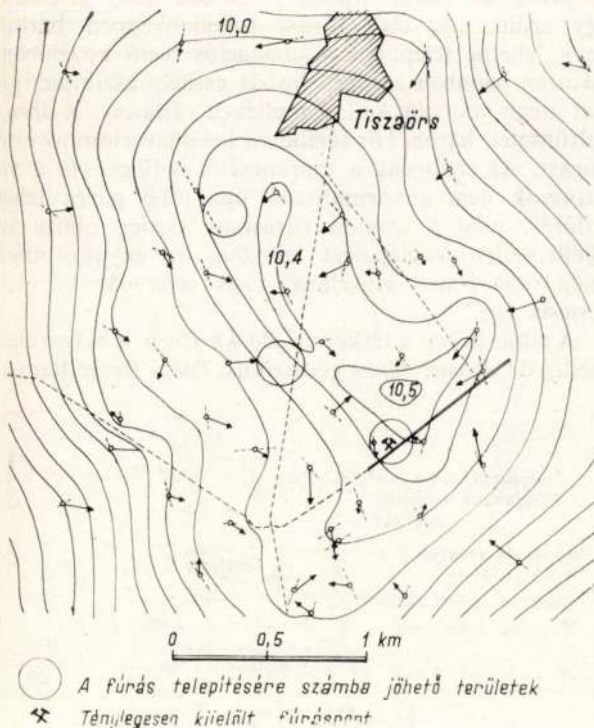 10,0
Tiszaörs
10,4
10,5
0 0,5 1 km
A fúrás telepítésére számba jöhető területek
Ténylegesen kijelölt fúráspont